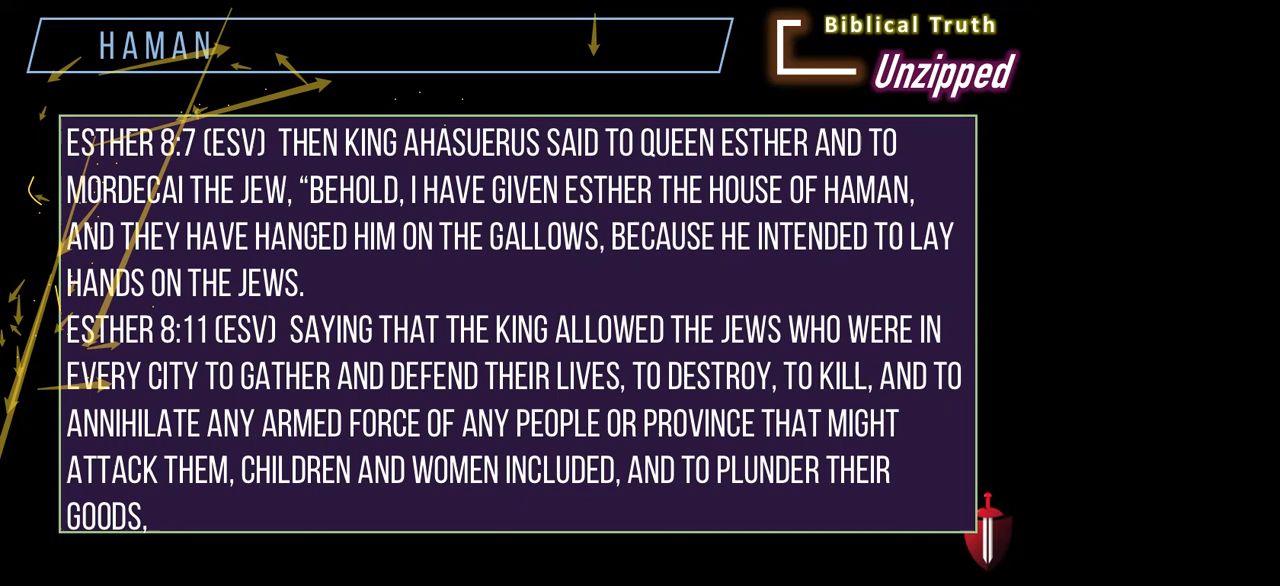 HAMAN
Biblical Truth
Unzipped
ESTHER 8:7 (ESV) THEN KING AHASUERUS SAID TO QUEEN ESTHER AND TO
MORDECAI THE JEW, “BEHOLD, I HAVE GIVEN ESTHER THE HOUSE OF HAMAN,
AND THEY HAVE HANGED HIM ON THE GALLOWS, BECAUSE HE INTENDED TO LAY
HANDS ON THE JEWS.
ESTHER 8:11 (ESV) SAYING THAT THE KING ALLOWED THE JEWS WHO WERE IN
EVERY CITY TO GATHER AND DEFEND THEIR LIVES, TO DESTROY, TO KILL, AND TO
ANNIHILATE ANY ARMED FORCE OF ANY PEOPLE OR PROVINCE THAT MIGHT
ATTACK THEM, CHILDREN AND WOMEN INCLUDED, AND TO PLUNDER THEIR
GOODS,